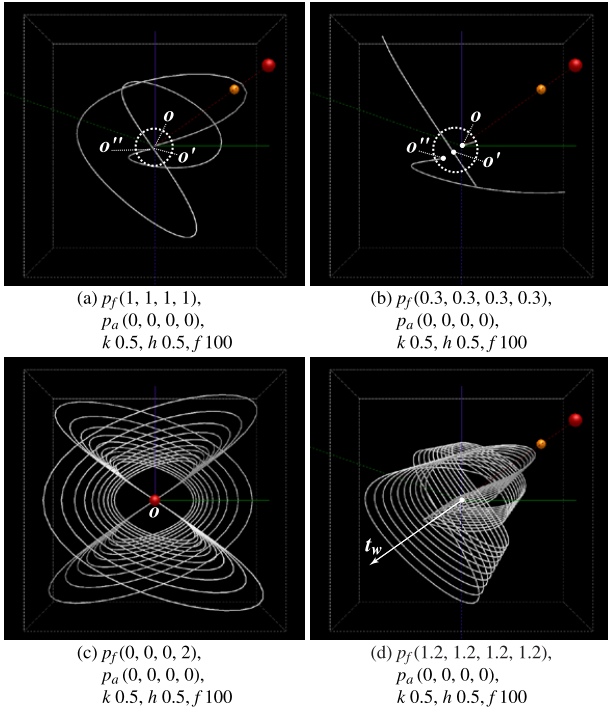 o
o''
o'
o
o''
o'
(a) p_f (1, 1, 1, 1),
p_a (0, 0, 0, 0),
k 0.5, h 0.5, f 100
(b) p_f (0.3, 0.3, 0.3, 0.3),
p_a (0, 0, 0, 0),
k 0.5, h 0.5, f 100
o
t_w
(c) p_f (0, 0, 0, 2),
p_a (0, 0, 0, 0),
k 0.5, h 0.5, f 100
(d) p_f (1.2, 1.2, 1.2, 1.2),
p_a (0, 0, 0, 0),
k 0.5, h 0.5, f 100